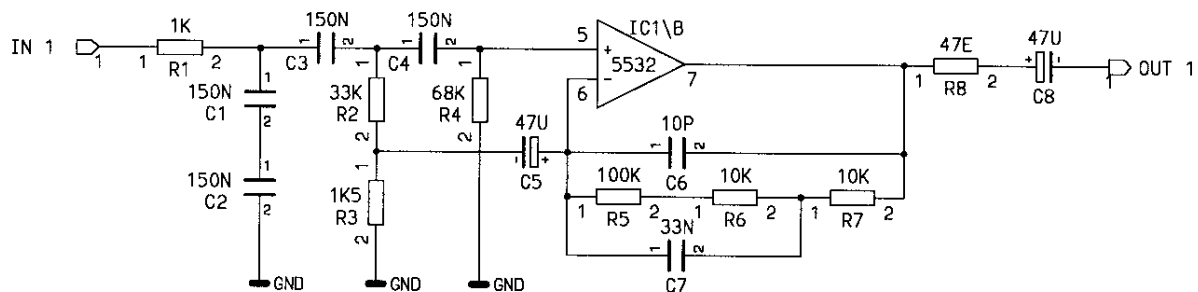 IN 1
1
1K
1 2
R1
150N
1 2
C3
150N
1 2
C4
5
+
IC1\B
5532
7
6
-
47E
1 2
R8
47U
+ -
C8
1
OUT 1
150N
1
C1
2
150N
1
C2
2
GND
1
33K
R2
2
1
1K5
R3
2
GND
1
68K
R4
2
GND
47U
- +
C5
10P
1 2
C6
100K
1 2
R5
10K
1 2
R6
10K
1 2
R7
33N
1 2
C7